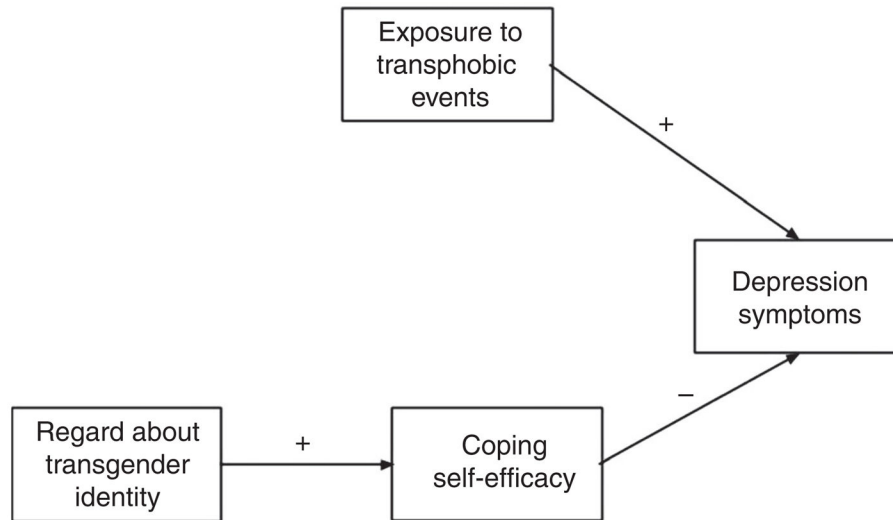 Exposure to
transphobic
events
+
Depression
symptoms
−
Regard about
transgender
identity
+
Coping
self-efficacy